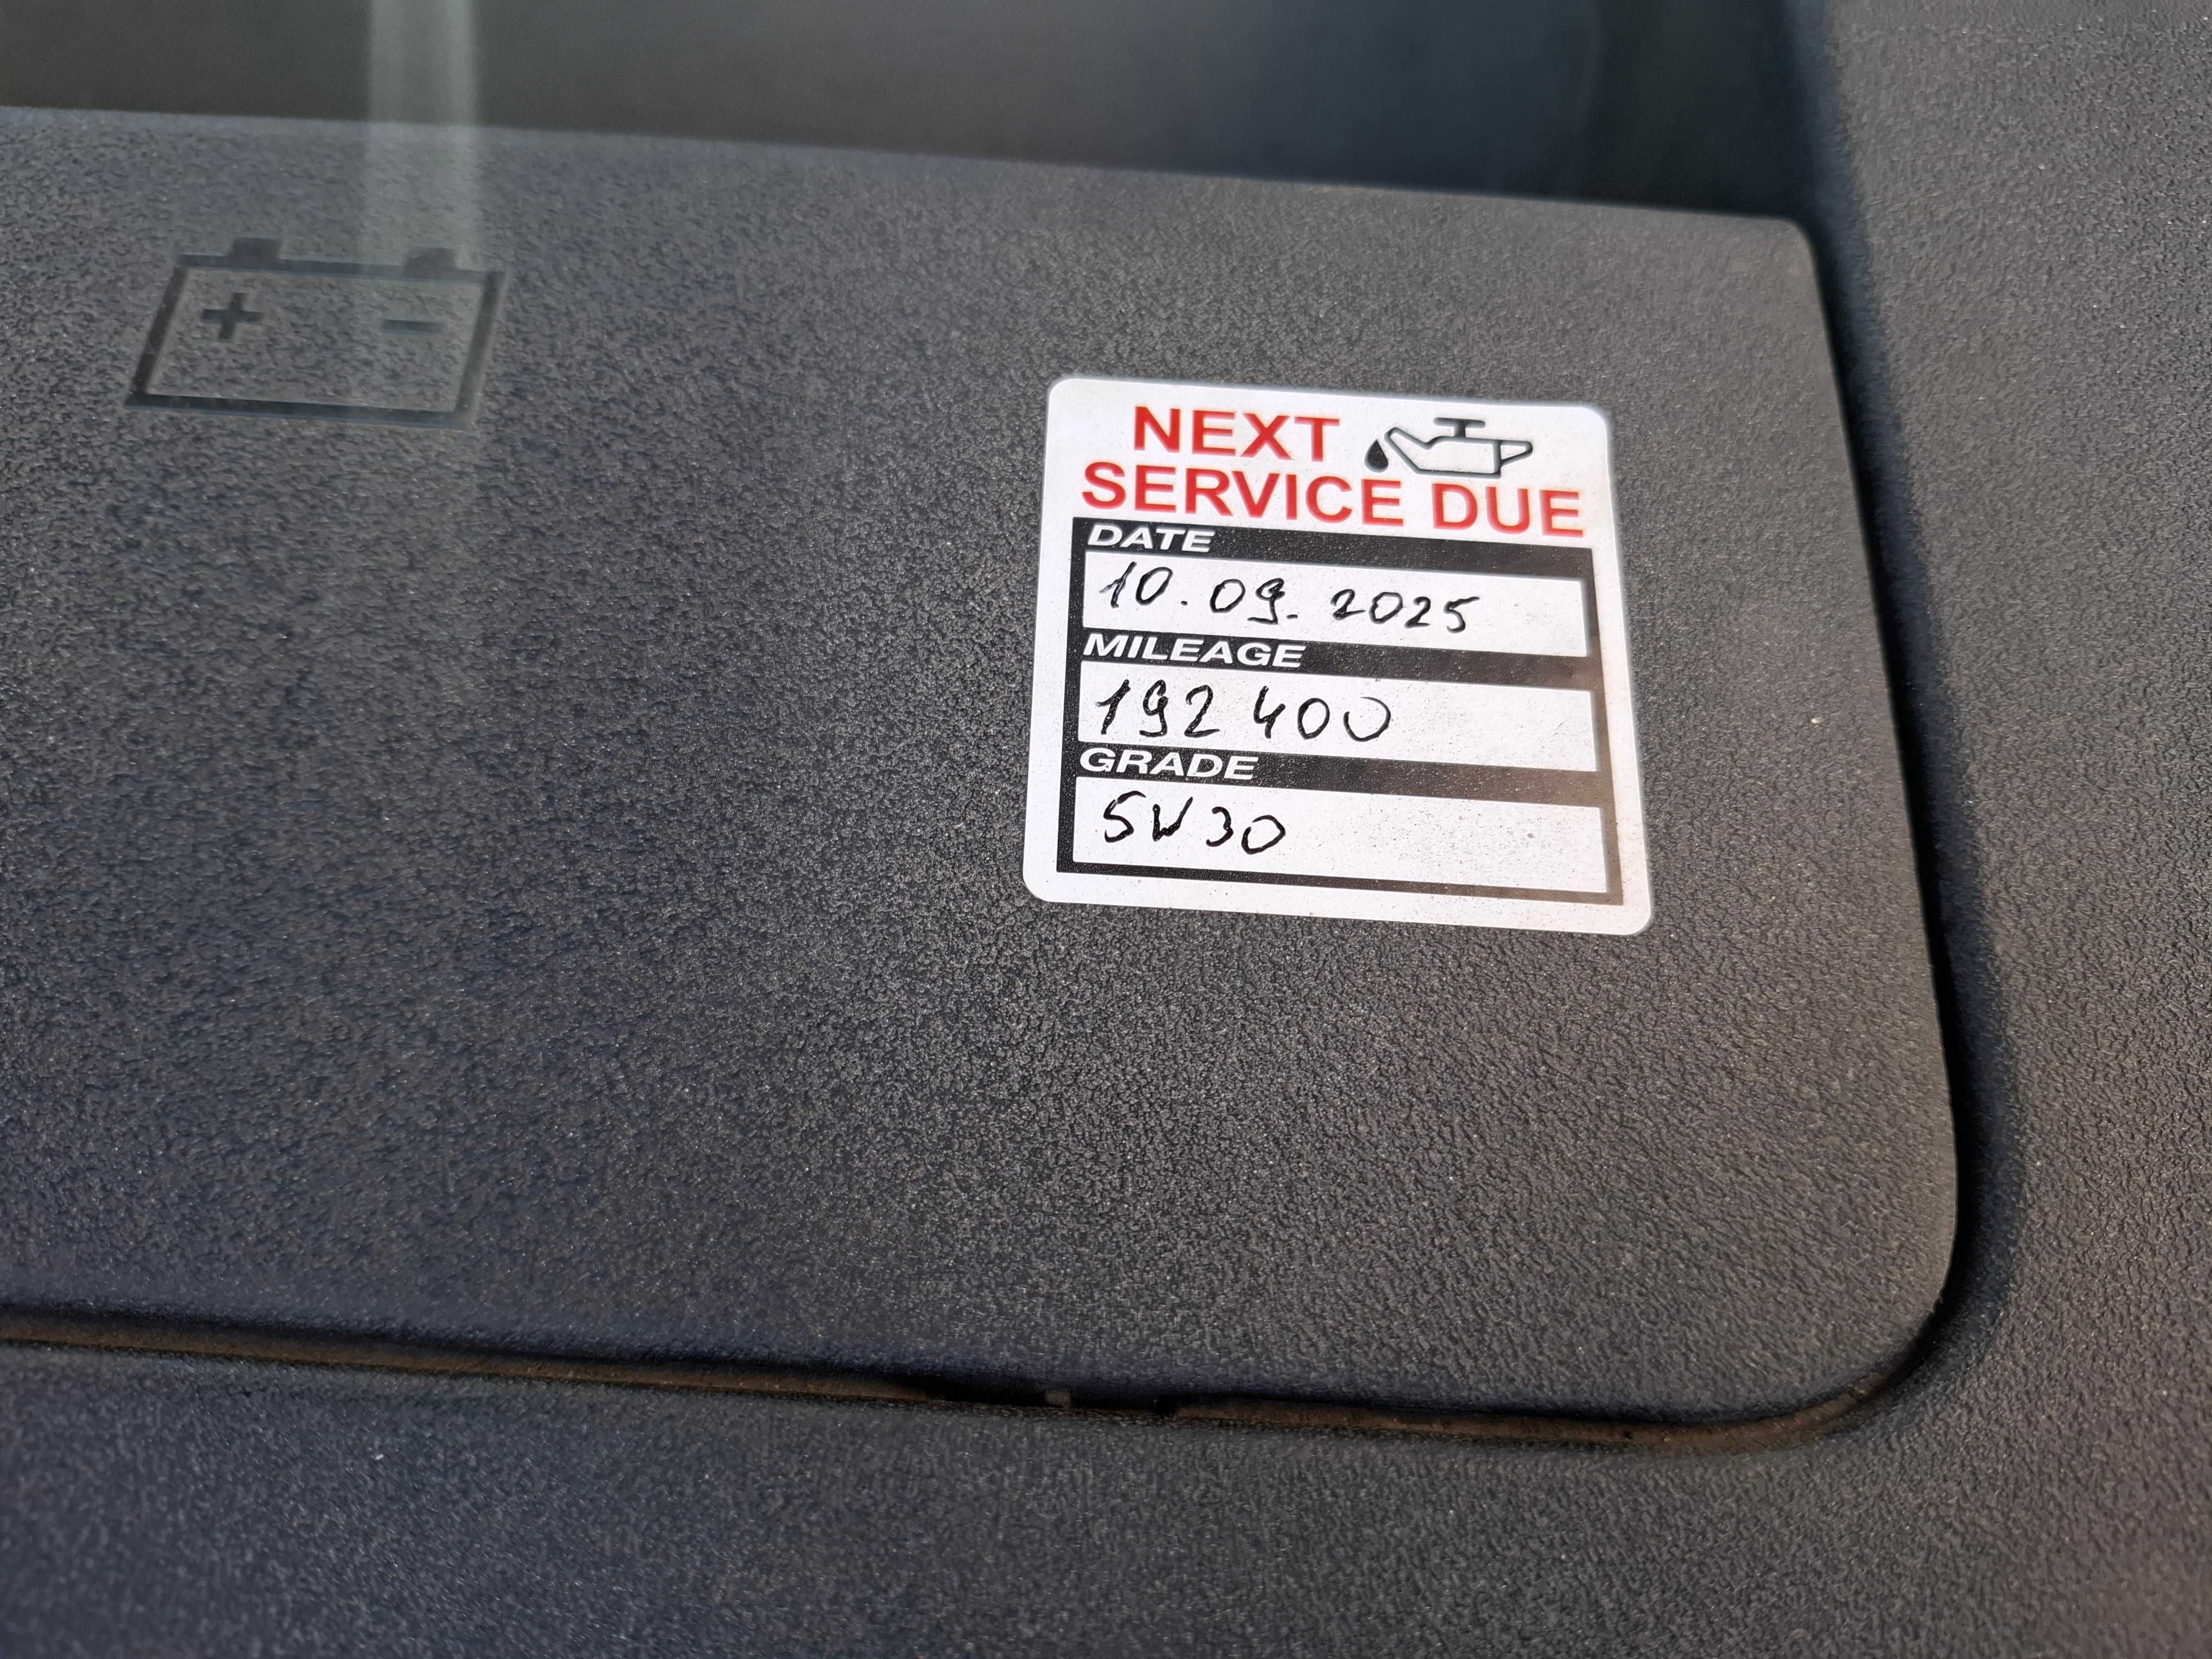 NEXT
SERVICE DUE
DATE
10.09.2025
MILEAGE
192 400
GRADE
5W30
+ -